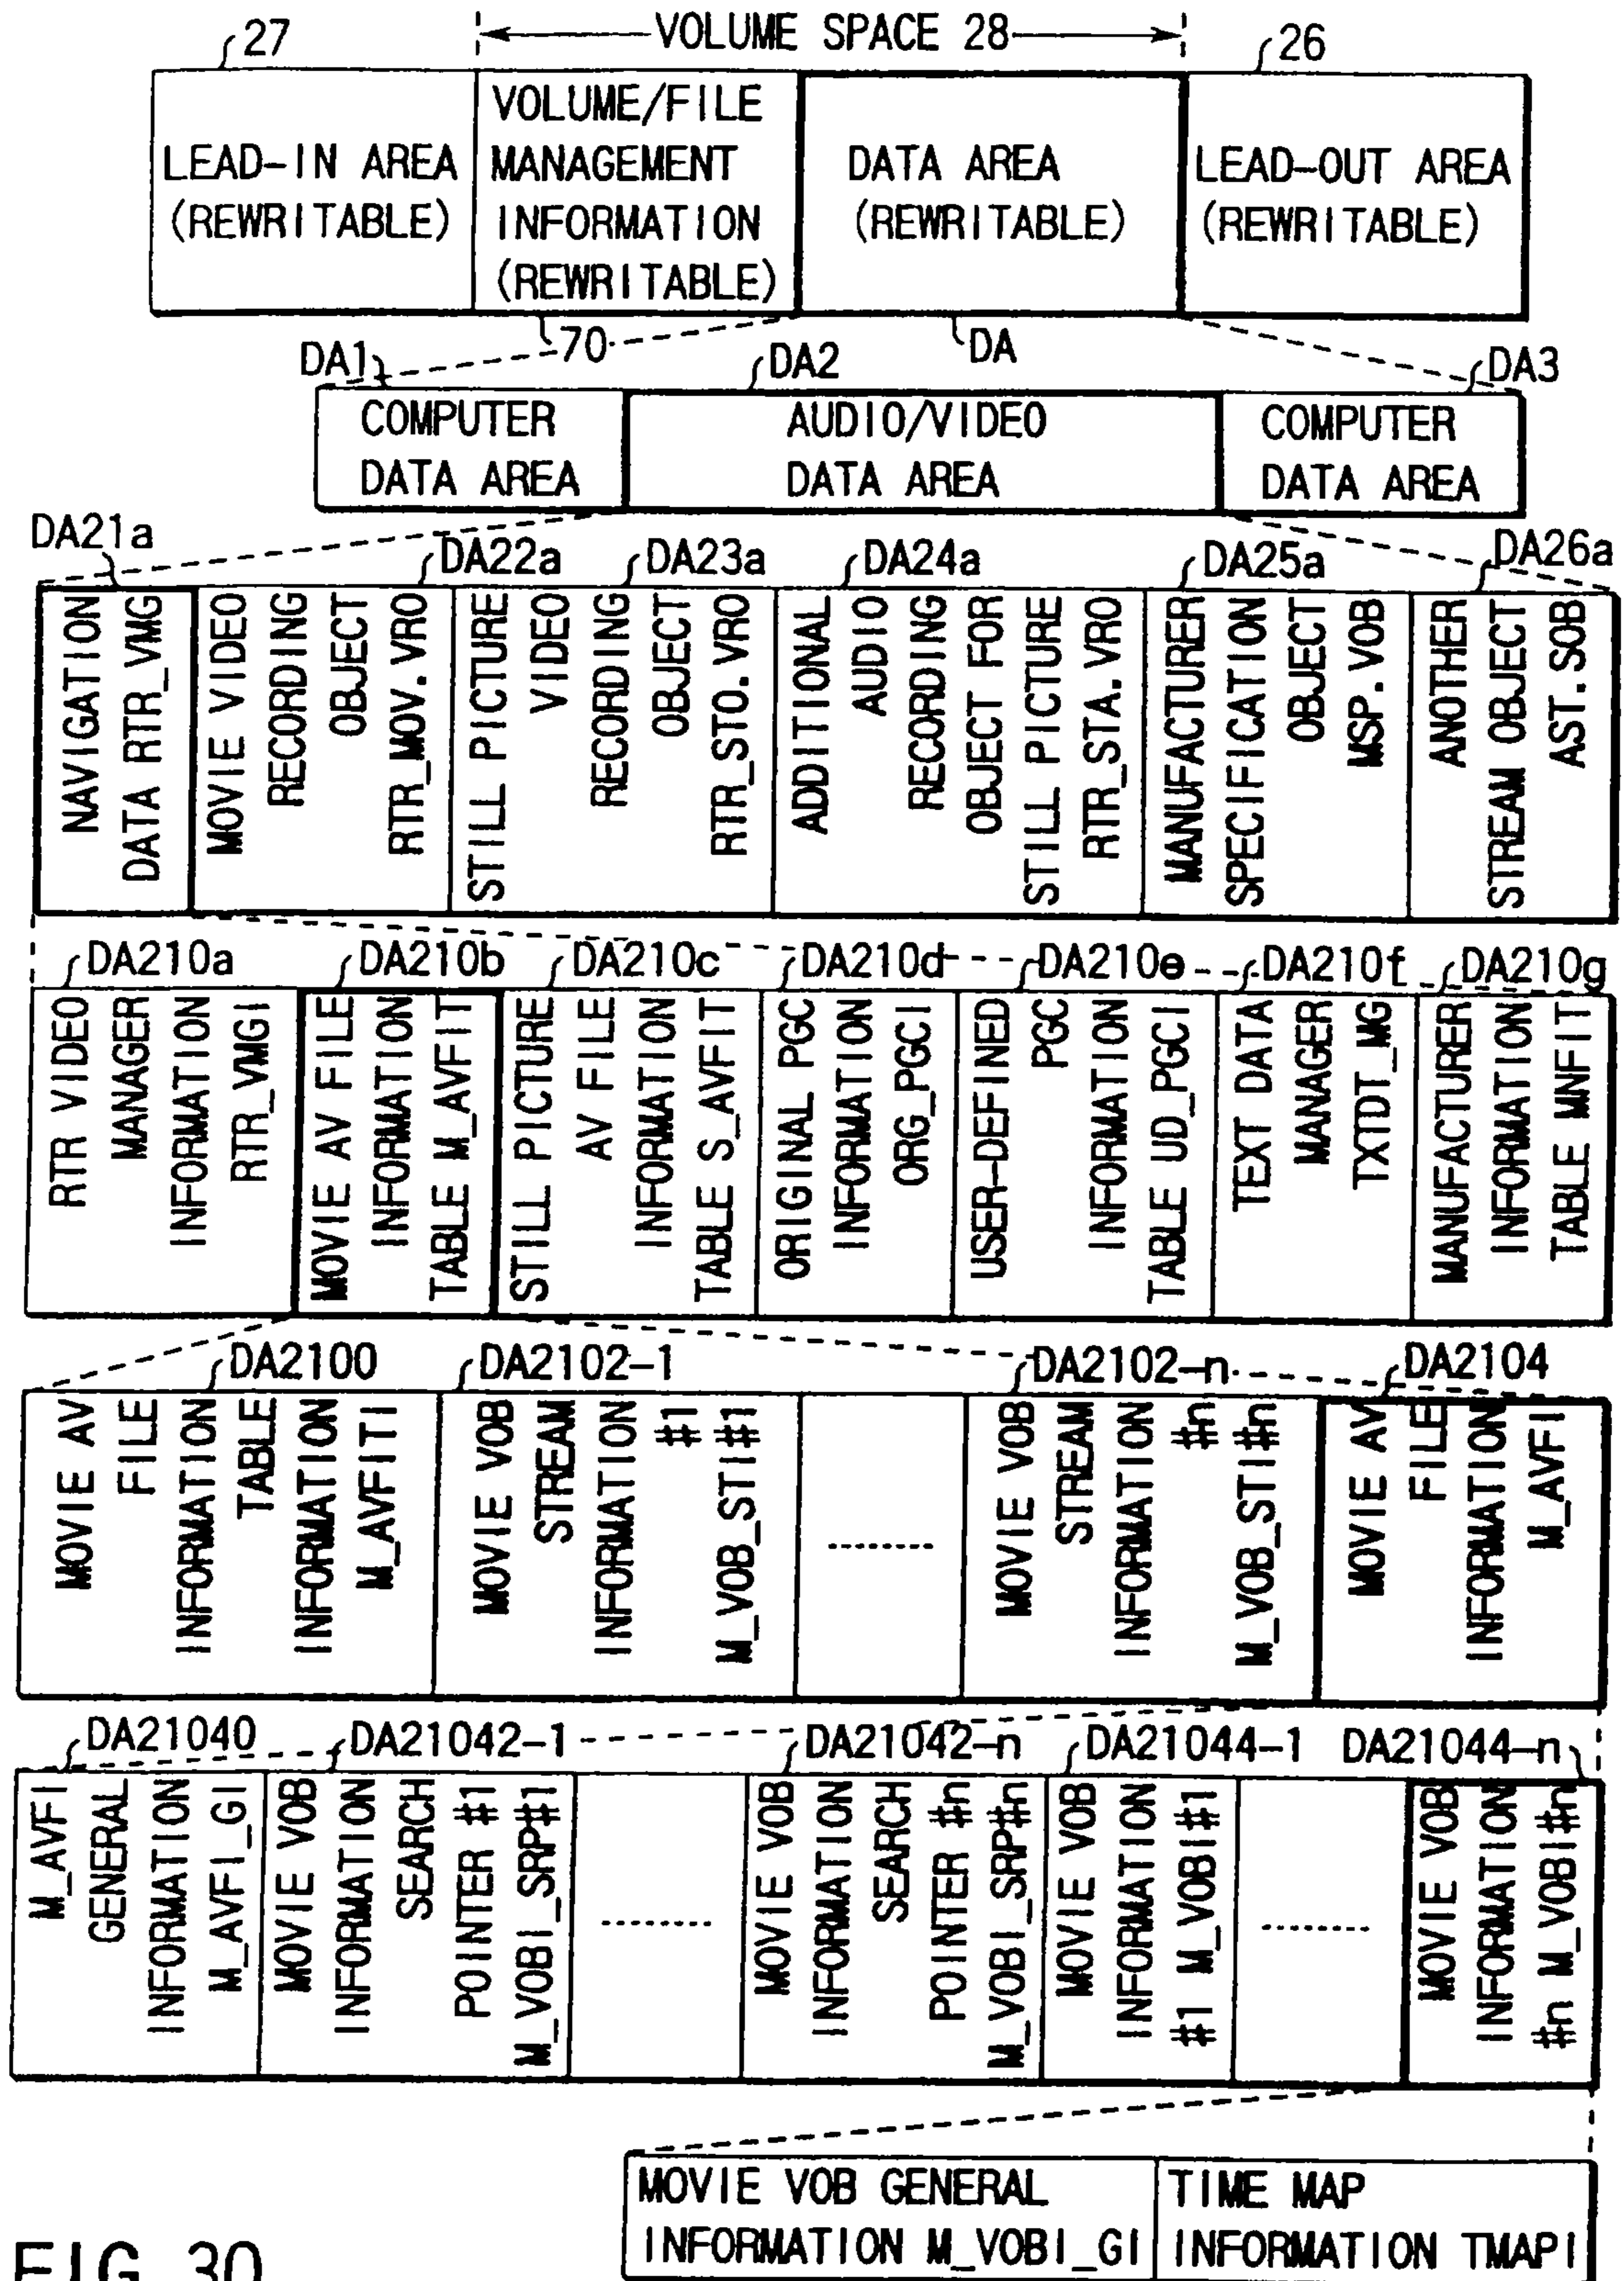 27
VOLUME SPACE 28
26
LEAD-IN AREA
(REWRITABLE)
VOLUME/FILE
MANAGEMENT
INFORMATION
(REWRITABLE)
DATA AREA
(REWRITABLE)
LEAD-OUT AREA
(REWRITABLE)
70
DA
DA1
DA2
DA3
COMPUTER
DATA AREA
AUDIO/VIDEO
DATA AREA
COMPUTER
DATA AREA
DA21a
DA22a
DA23a
DA24a
DA25a
DA26a
NAVIGATION
DATA RTR_VMG
MOVIE VIDEO
RECORDING
OBJECT
RTR_MOV.VRO
STILL PICTURE
VIDEO
RECORDING
OBJECT
RTR_STO.VRO
ADDITIONAL
AUDIO
RECORDING
OBJECT FOR
STILL PICTURE
RTR_STA.VRO
MANUFACTURER
SPECIFICATION
OBJECT
MSP.VOB
ANOTHER
STREAM OBJECT
AST.SOB
DA210a
DA210b
DA210c
DA210d
DA210e
DA210f
DA210g
RTR VIDEO
MANAGER
INFORMATION
RTR_VMGI
MOVIE AV FILE
INFORMATION
TABLE M_AVFIT
STILL PICTURE
AV FILE
INFORMATION
TABLE S_AVFIT
ORIGINAL PGC
INFORMATION
ORG_PGCI
USER-DEFINED
PGC
INFORMATION
TABLE UD_PGCI
TEXT DATA
MANAGER
TXTDT_MG
MANUFACTURER
INFORMATION
TABLE MNFIT
DA2100
DA2102-1
DA2102-n
DA2104
MOVIE AV
FILE
INFORMATION
TABLE
INFORMATION
M_AVFITI
MOVIE VOB
STREAM
INFORMATION
#1
M_VOB_STI#1
........
MOVIE VOB
STREAM
INFORMATION
#n
M_VOB_STI#n
MOVIE AV
FILE
INFORMATION
M_AVFI
DA21040
DA21042-1
DA21042-n
DA21044-1
DA21044-n
M_AVFI
GENERAL
INFORMATION
M_AVFI_GI
MOVIE VOB
INFORMATION
SEARCH
POINTER #1
M_VOBI_SRP#1
........
MOVIE VOB
INFORMATION
SEARCH
POINTER #n
M_VOBI_SRP#n
MOVIE VOB
INFORMATION
#1 M_VOBI#1
........
MOVIE VOB
INFORMATION
#n M_VOBI#n
MOVIE VOB GENERAL
INFORMATION M_VOBI_GI
TIME MAP
INFORMATION TMAPI
FIG. 30